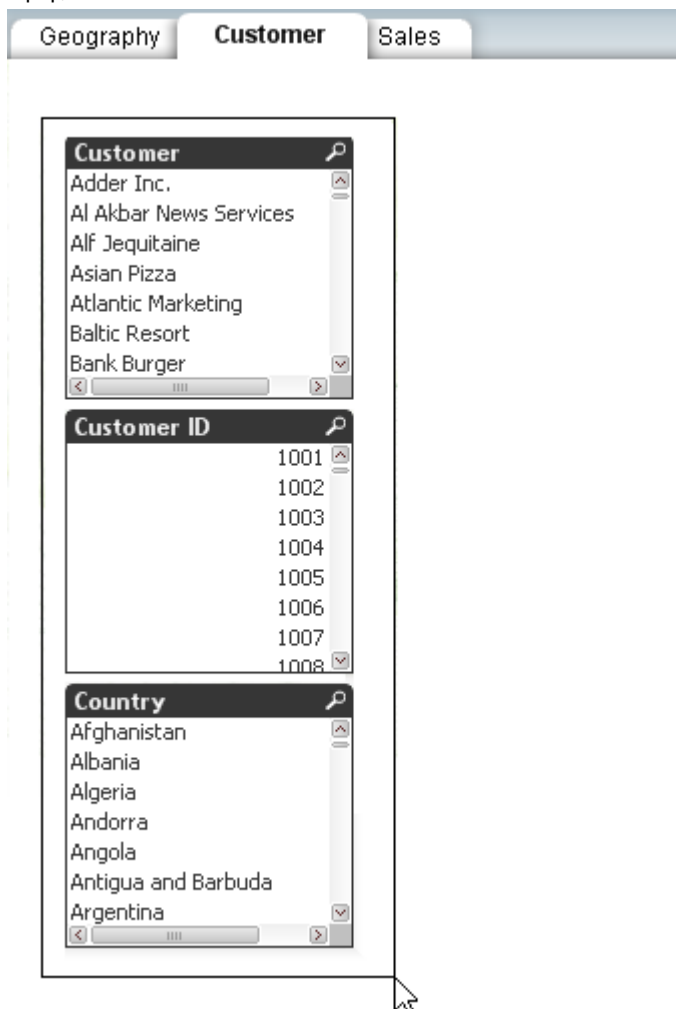 Geography Customer Sales
Customer
Adder Inc.
Al Akbar News Services
Alf Jequitaine
Asian Pizza
Atlantic Marketing
Baltic Resort
Bank Burger
Customer ID
1001
1002
1003
1004
1005
1006
1007
1008
Country
Afghanistan
Albania
Algeria
Andorra
Angola
Antigua and Barbuda
Argentina